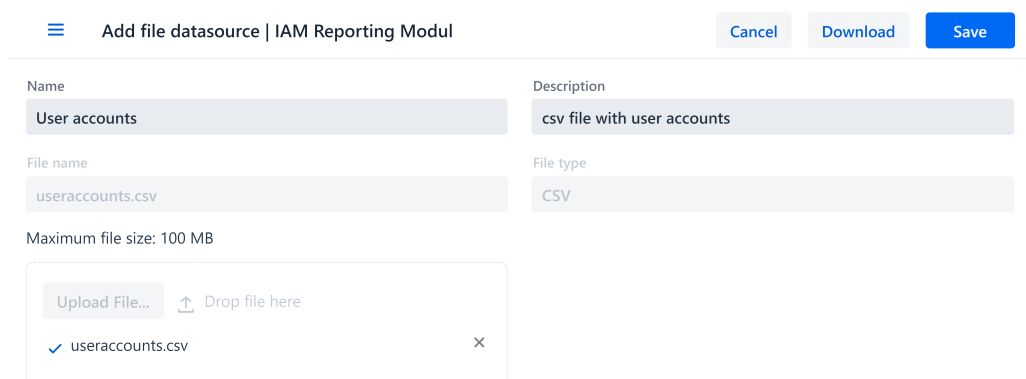 Add file datasource | IAM Reporting Modul
Cancel
Download
Save
Name
Description
User accounts
csv file with user accounts
File name
File type
useraccounts.csv
CSV
Maximum file size: 100 MB
Upload File...
Drop file here
useraccounts.csv